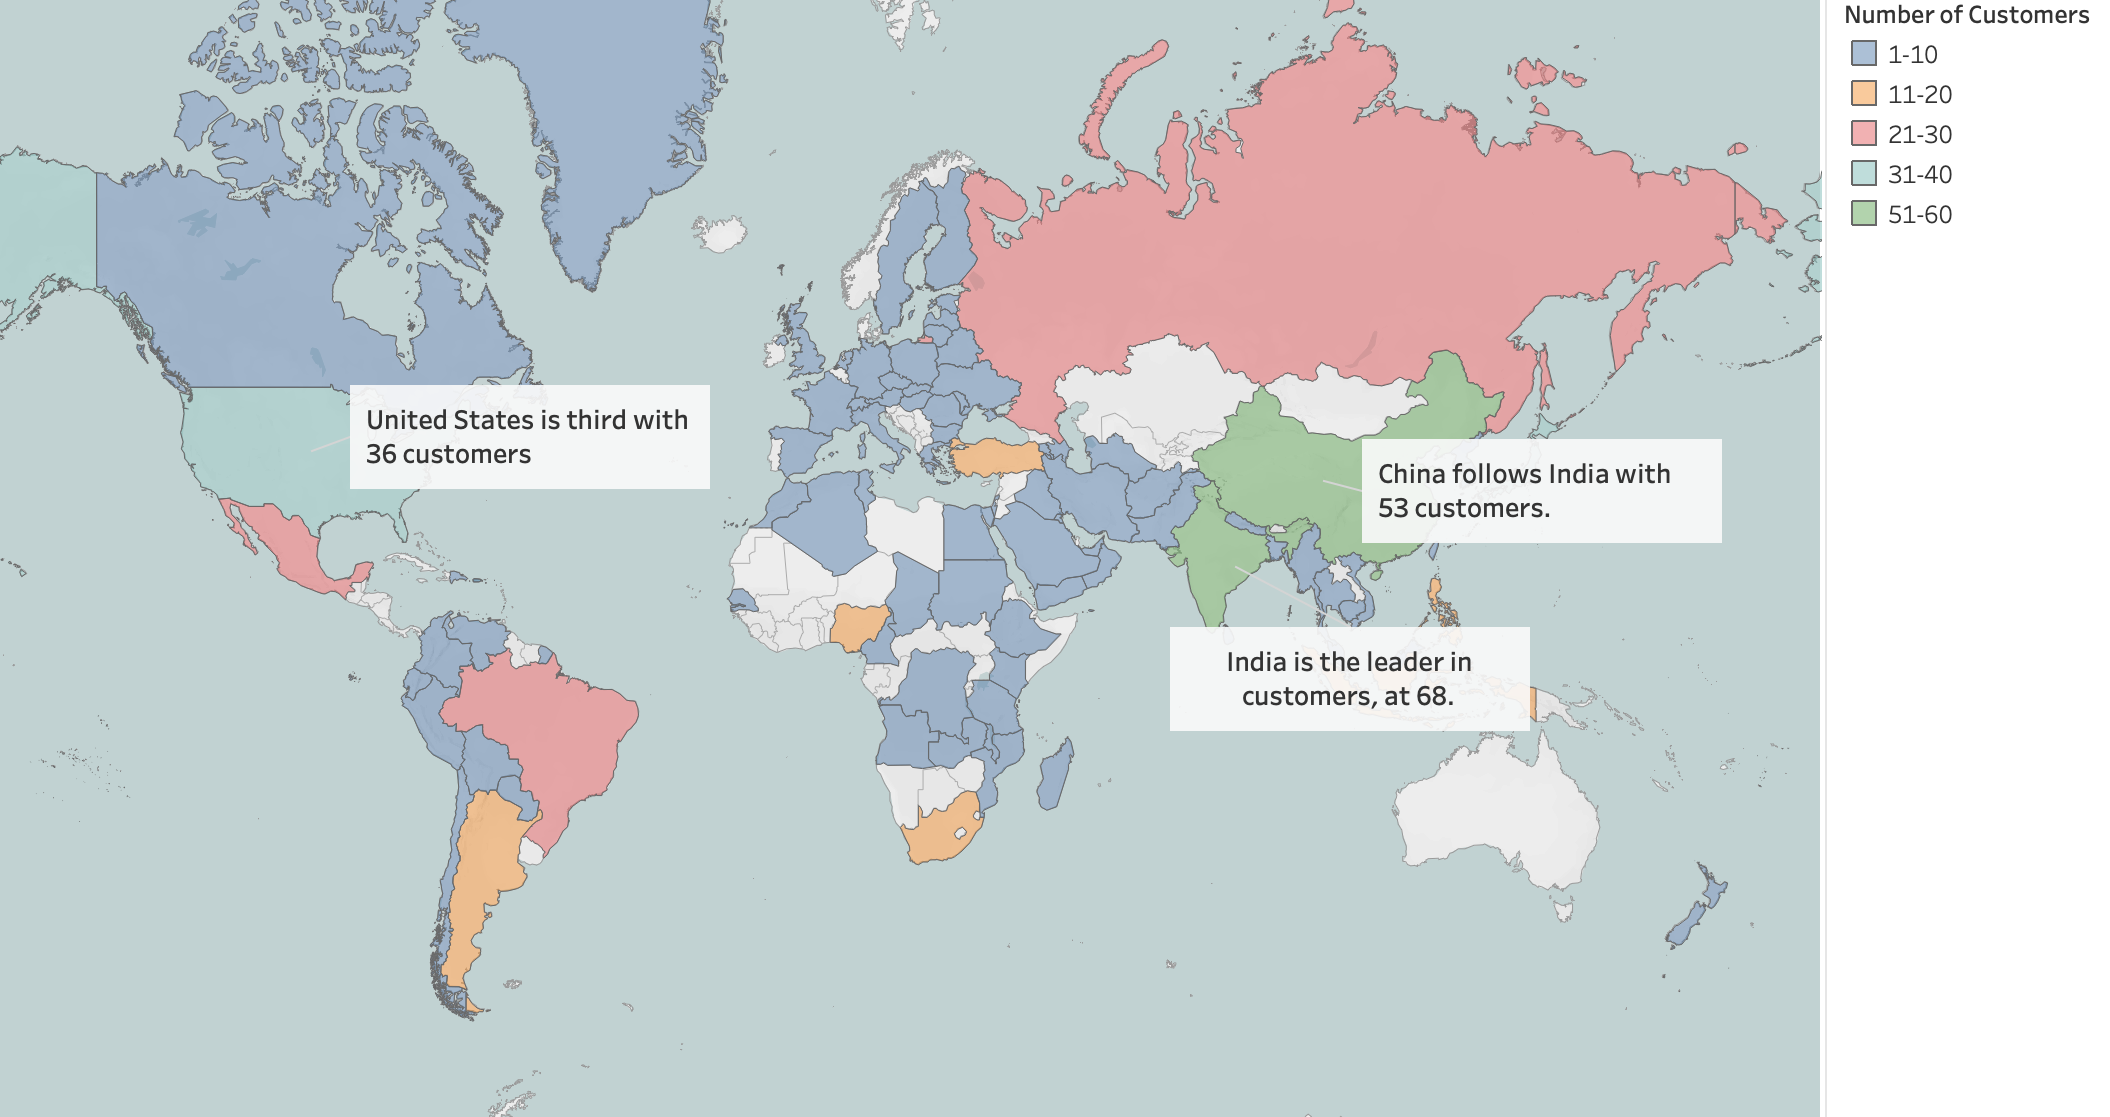 Number of Customers
1-10
11-20
21-30
31-40
51-60
United States is third with
36 customers
China follows India with
53 customers.
India is the leader in
customers, at 68.